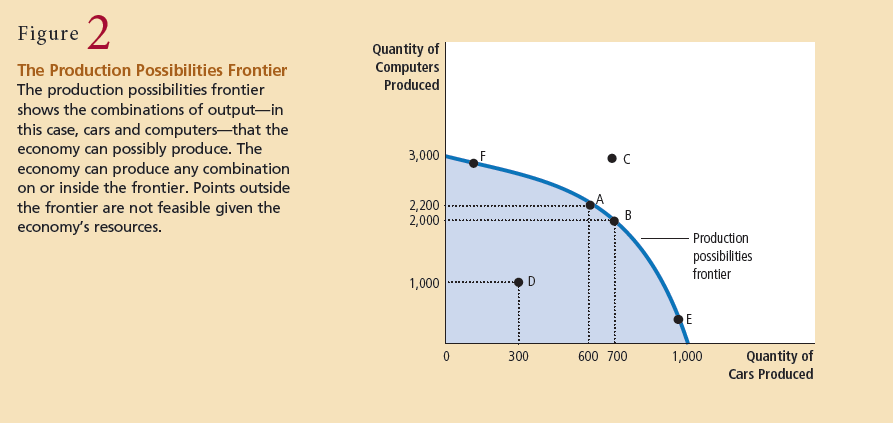 Figure 2
The Production Possibilities Frontier
The production possibilities frontier
shows the combinations of output—in
this case, cars and computers—that the
economy can possibly produce. The
economy can produce any combination
on or inside the frontier. Points outside
the frontier are not feasible given the
economy's resources.
Quantity of
Computers
Produced
3,000
F
C
2,200
A
2,000
B
Production
possibilities
frontier
1,000
D
E
0
300
600
700
1,000
Quantity of
Cars Produced